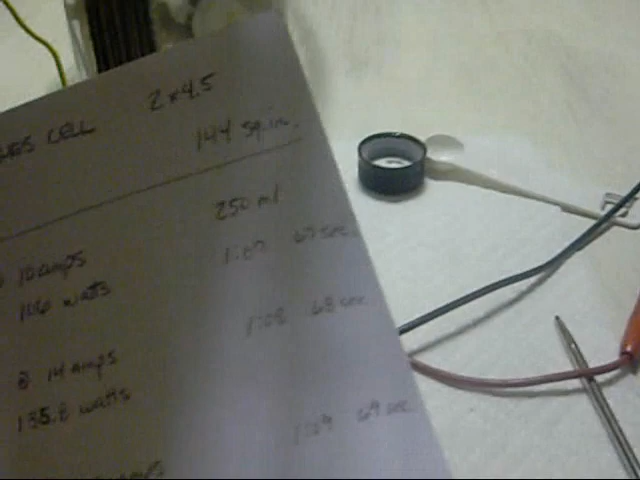 CELL 2x4.5
144 sq.in.
250 ml
10 amps 1:07 67 sec.
106 watts
1:08 68 sec.
@ 14 amps
135.8 watts
1:09 69 sec.
amps